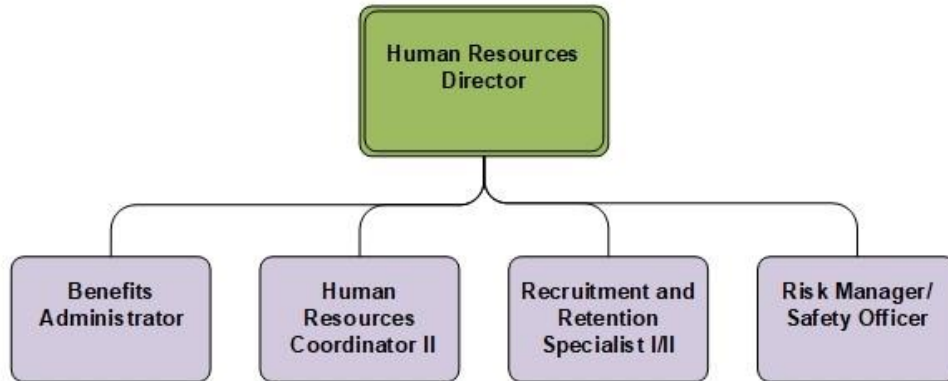 Human Resources
Director
Benefits
Administrator
Human
Resources
Coordinator II
Recruitment and
Retention
Specialist I/II
Risk Manager/
Safety Officer